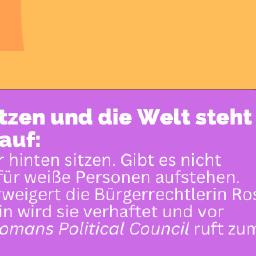 tzen und die Welt steht
auf:
r hinten sitzen. Gibt es nicht
für weiße Personen aufstehen.
rweigert die Bürgerrechtlerin Ros
in wird sie verhaftet und vor
omans Political Council ruft zum